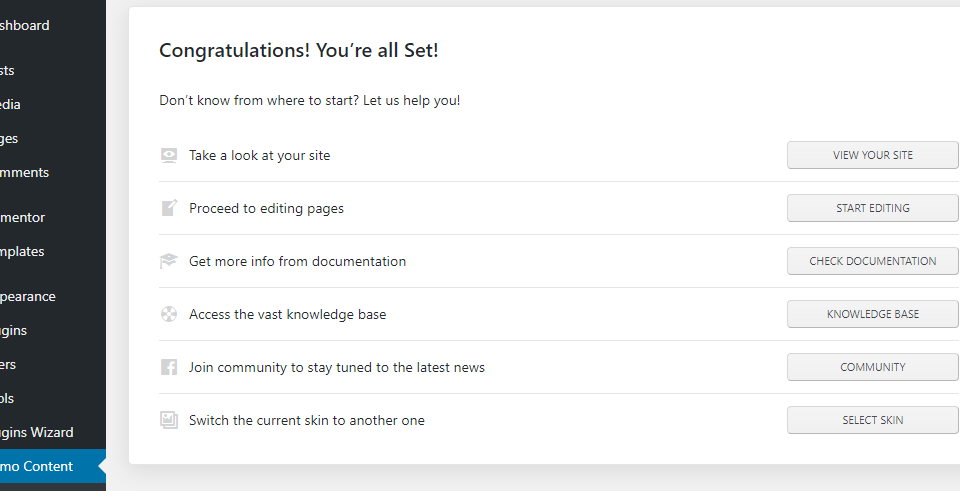 shboard
sts
edia
ges
mments
mentor
mplates
pearance
ugins
ers
ols
ugins Wizard
mo Content
Congratulations! You're all Set!
Don't know from where to start? Let us help you!
Take a look at your site
VIEW YOUR SITE
Proceed to editing pages
START EDITING
Get more info from documentation
CHECK DOCUMENTATION
Access the vast knowledge base
KNOWLEDGE BASE
Join community to stay tuned to the latest news
COMMUNITY
Switch the current skin to another one
SELECT SKIN